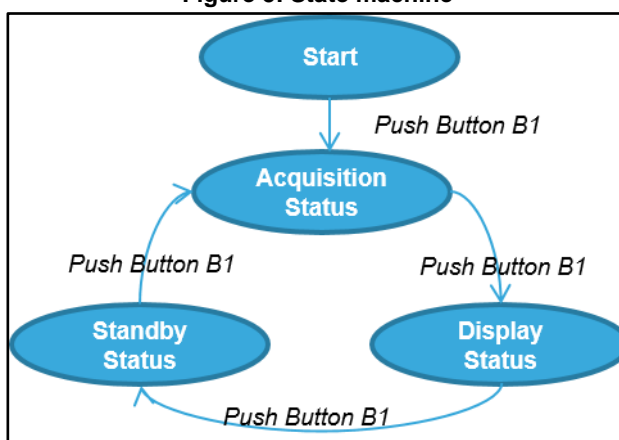 Figure 3. State machine
Start
Push Button B1
Acquisition
Status
Push Button B1
Push Button B1
Standby
Status
Display
Status
Push Button B1